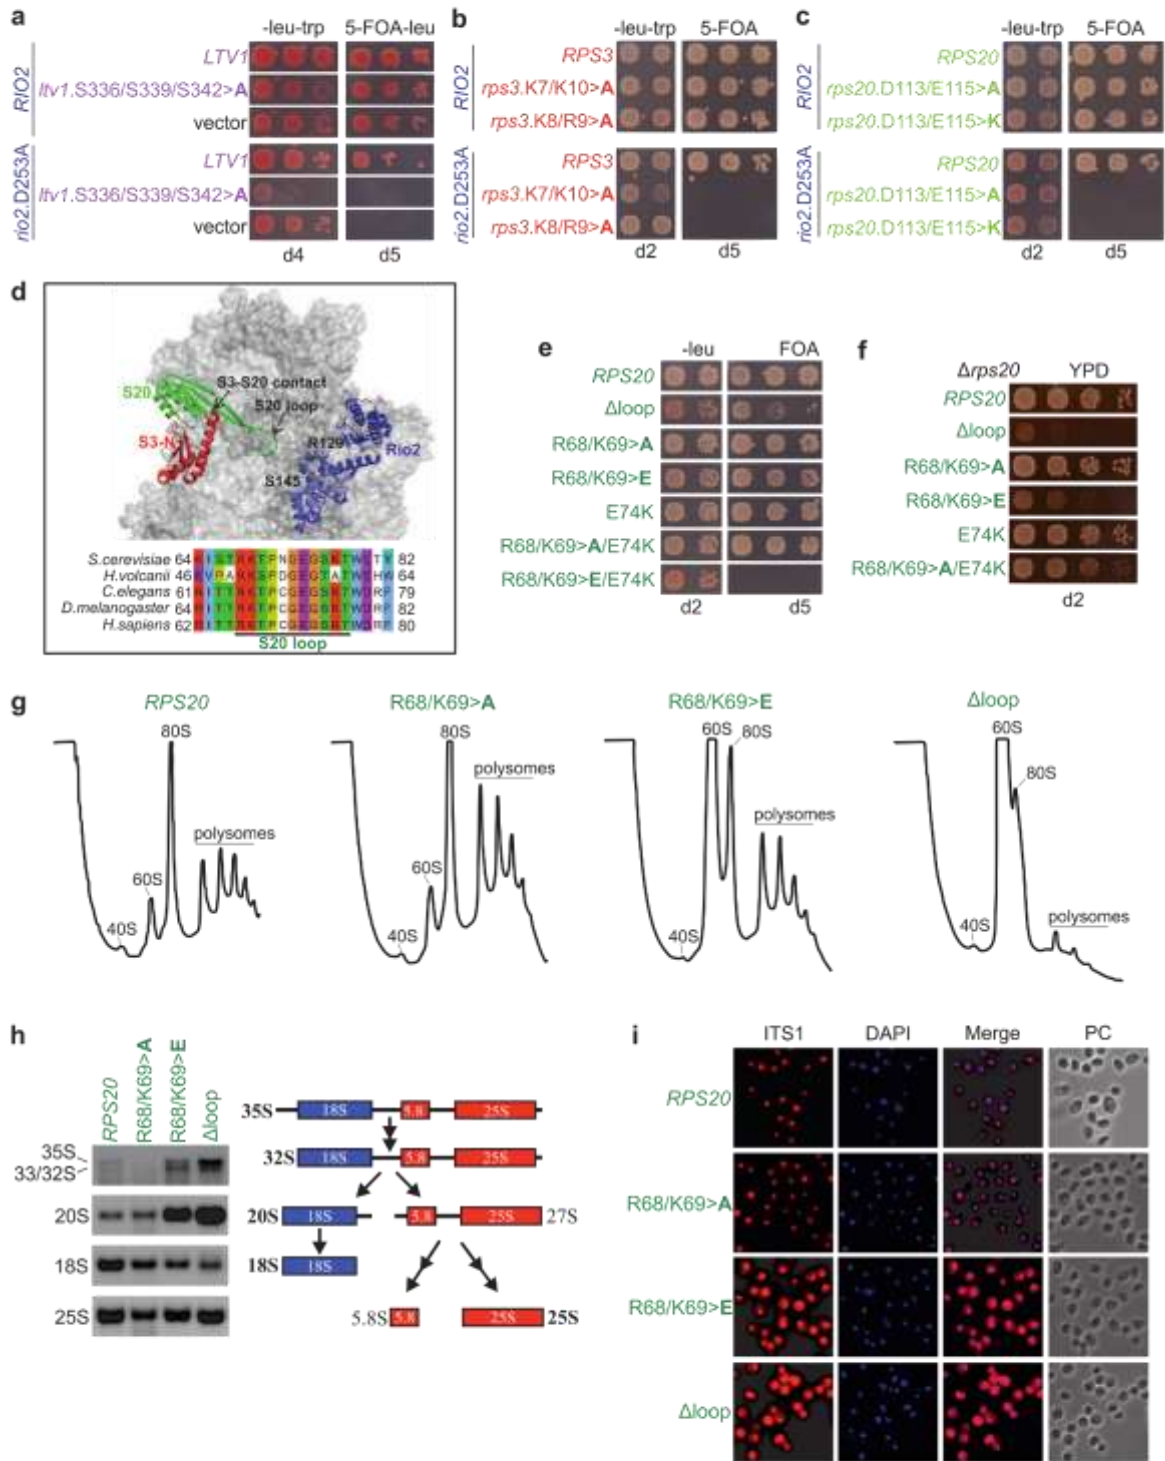 a
-leu-trp 5-FOA-leu
RIO2
LTV1
ltv1.S336/S339/S342>A
vector
rio2.D253A
LTV1
ltv1.S336/S339/S342>A
vector
d4 d5
b
-leu-trp 5-FOA
RIO2
RPS3
rps3.K7/K10>A
rps3.K8/R9>A
rio2.D253A
RPS3
rps3.K7/K10>A
rps3.K8/R9>A
d2 d5
c
-leu-trp 5-FOA
RIO2
RPS20
rps20.D113/E115>A
rps20.D113/E115>K
rio2.D253A
RPS20
rps20.D113/E115>A
rps20.D113/E115>K
d2 d5
d
S20
S3-S20 contact
S20 loop
S3-N
R129
Rio2
S145
S.cerevisiae 64 82
H.volcanii 46 64
C.elegans 61 79
D.melanogaster 64 82
H.sapiens 62 80
S20 loop
e
-leu FOA
RPS20
Δloop
R68/K69>A
R68/K69>E
E74K
R68/K69>A/E74K
R68/K69>E/E74K
d2 d5
f
Δrps20 YPD
RPS20
Δloop
R68/K69>A
R68/K69>E
E74K
R68/K69>A/E74K
d2
g
RPS20
80S
polysomes
60S
40S
R68/K69>A
80S
polysomes
60S
40S
R68/K69>E
60S
80S
polysomes
40S
Δloop
60S
80S
polysomes
40S
h
RPS20
R68/K69>A
R68/K69>E
Δloop
35S
33/32S
20S
18S
25S
35S 18S 5.8 25S
32S 18S 5.8 25S
20S 18S 5.8 25S 27S
18S 18S
5.8S 5.8 25S 25S
i
ITS1 DAPI Merge PC
RPS20
R68/K69>A
R68/K69>E
Δloop